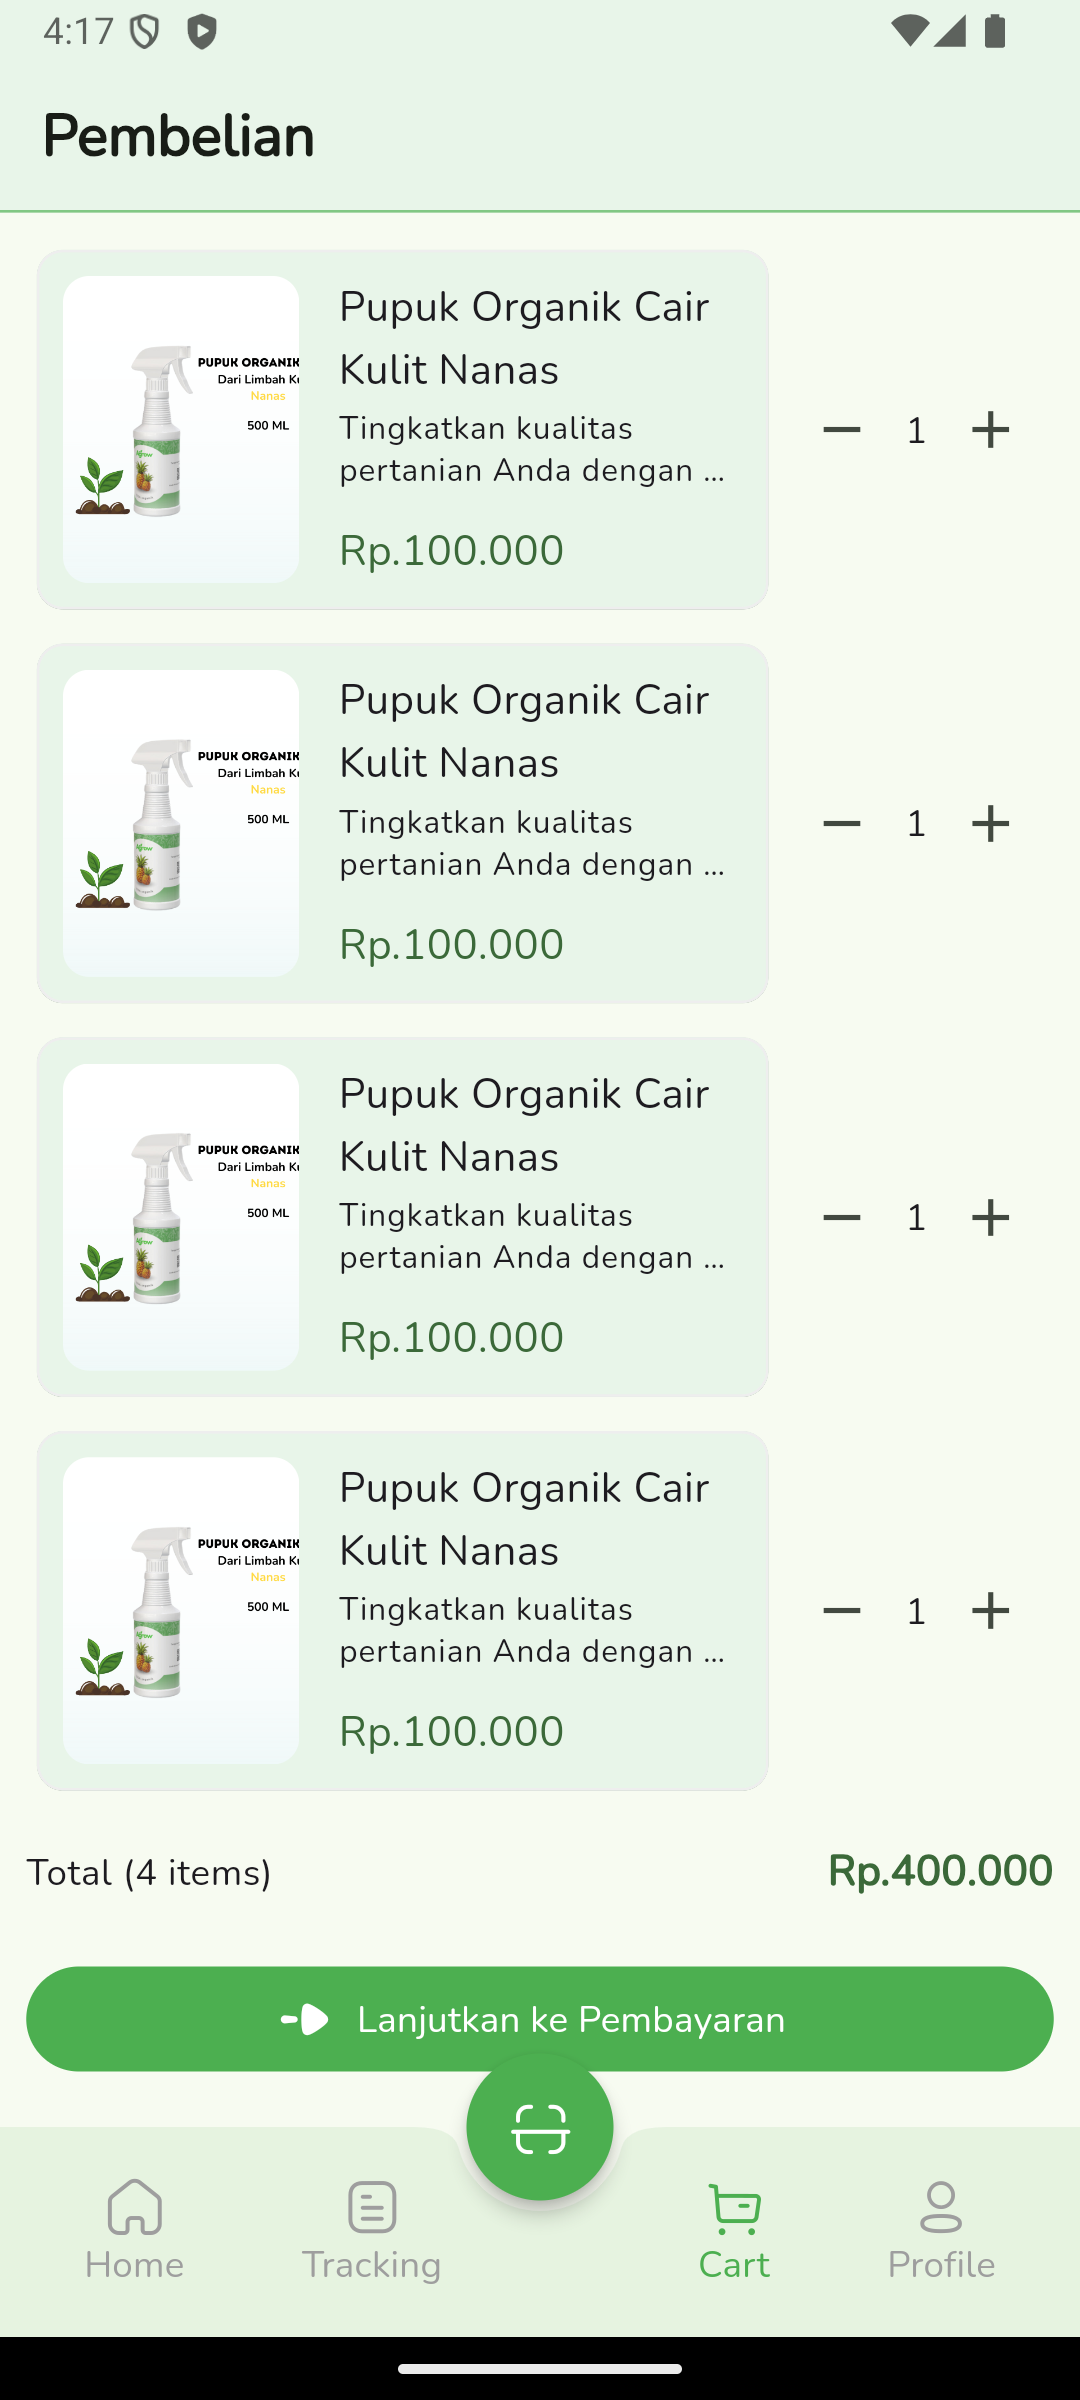 4:17
Pembelian
PUPUK ORGANIK
Dari Limbah Ku
Nanas
500 ML
Pupuk Organik Cair
Kulit Nanas
Tingkatkan kualitas
pertanian Anda dengan ...
Rp.100.000
1
PUPUK ORGANIK
Dari Limbah Ku
Nanas
500 ML
Pupuk Organik Cair
Kulit Nanas
Tingkatkan kualitas
pertanian Anda dengan ...
Rp.100.000
1
PUPUK ORGANIK
Dari Limbah Ku
Nanas
500 ML
Pupuk Organik Cair
Kulit Nanas
Tingkatkan kualitas
pertanian Anda dengan ...
Rp.100.000
1
PUPUK ORGANIK
Dari Limbah Ku
Nanas
500 ML
Pupuk Organik Cair
Kulit Nanas
Tingkatkan kualitas
pertanian Anda dengan ...
Rp.100.000
1
Total (4 items)
Rp.400.000
Lanjutkan ke Pembayaran
Home
Tracking
Cart
Profile